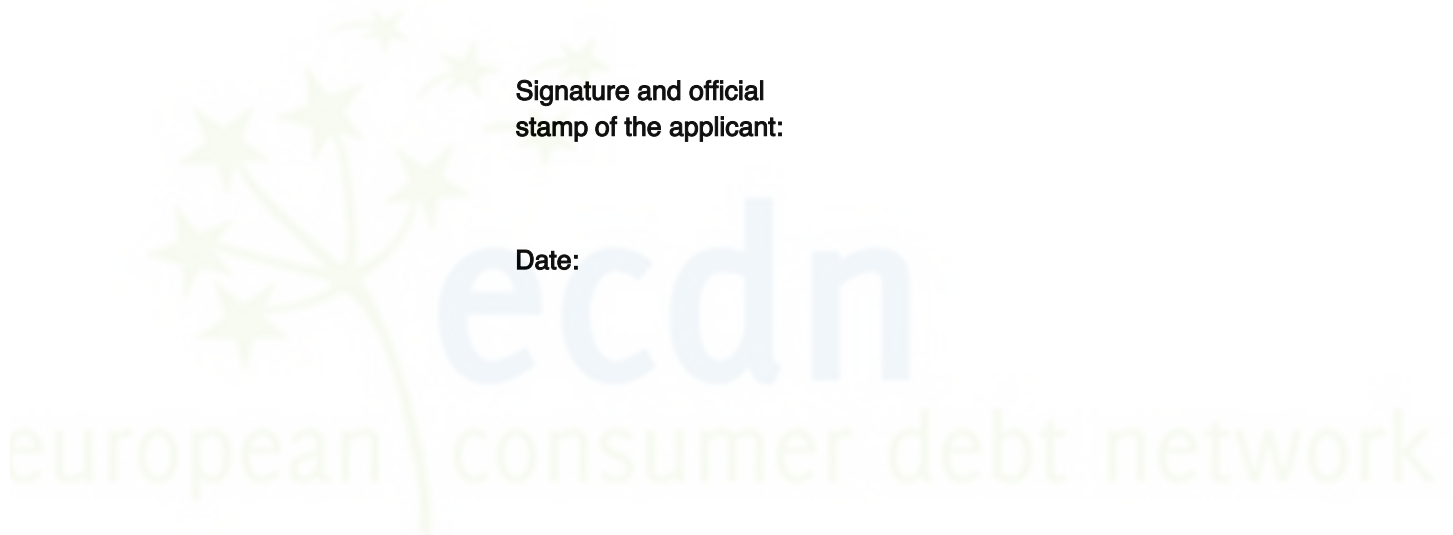 Signature and official
stamp of the applicant:
Date:
ecdn
european consumer debt network